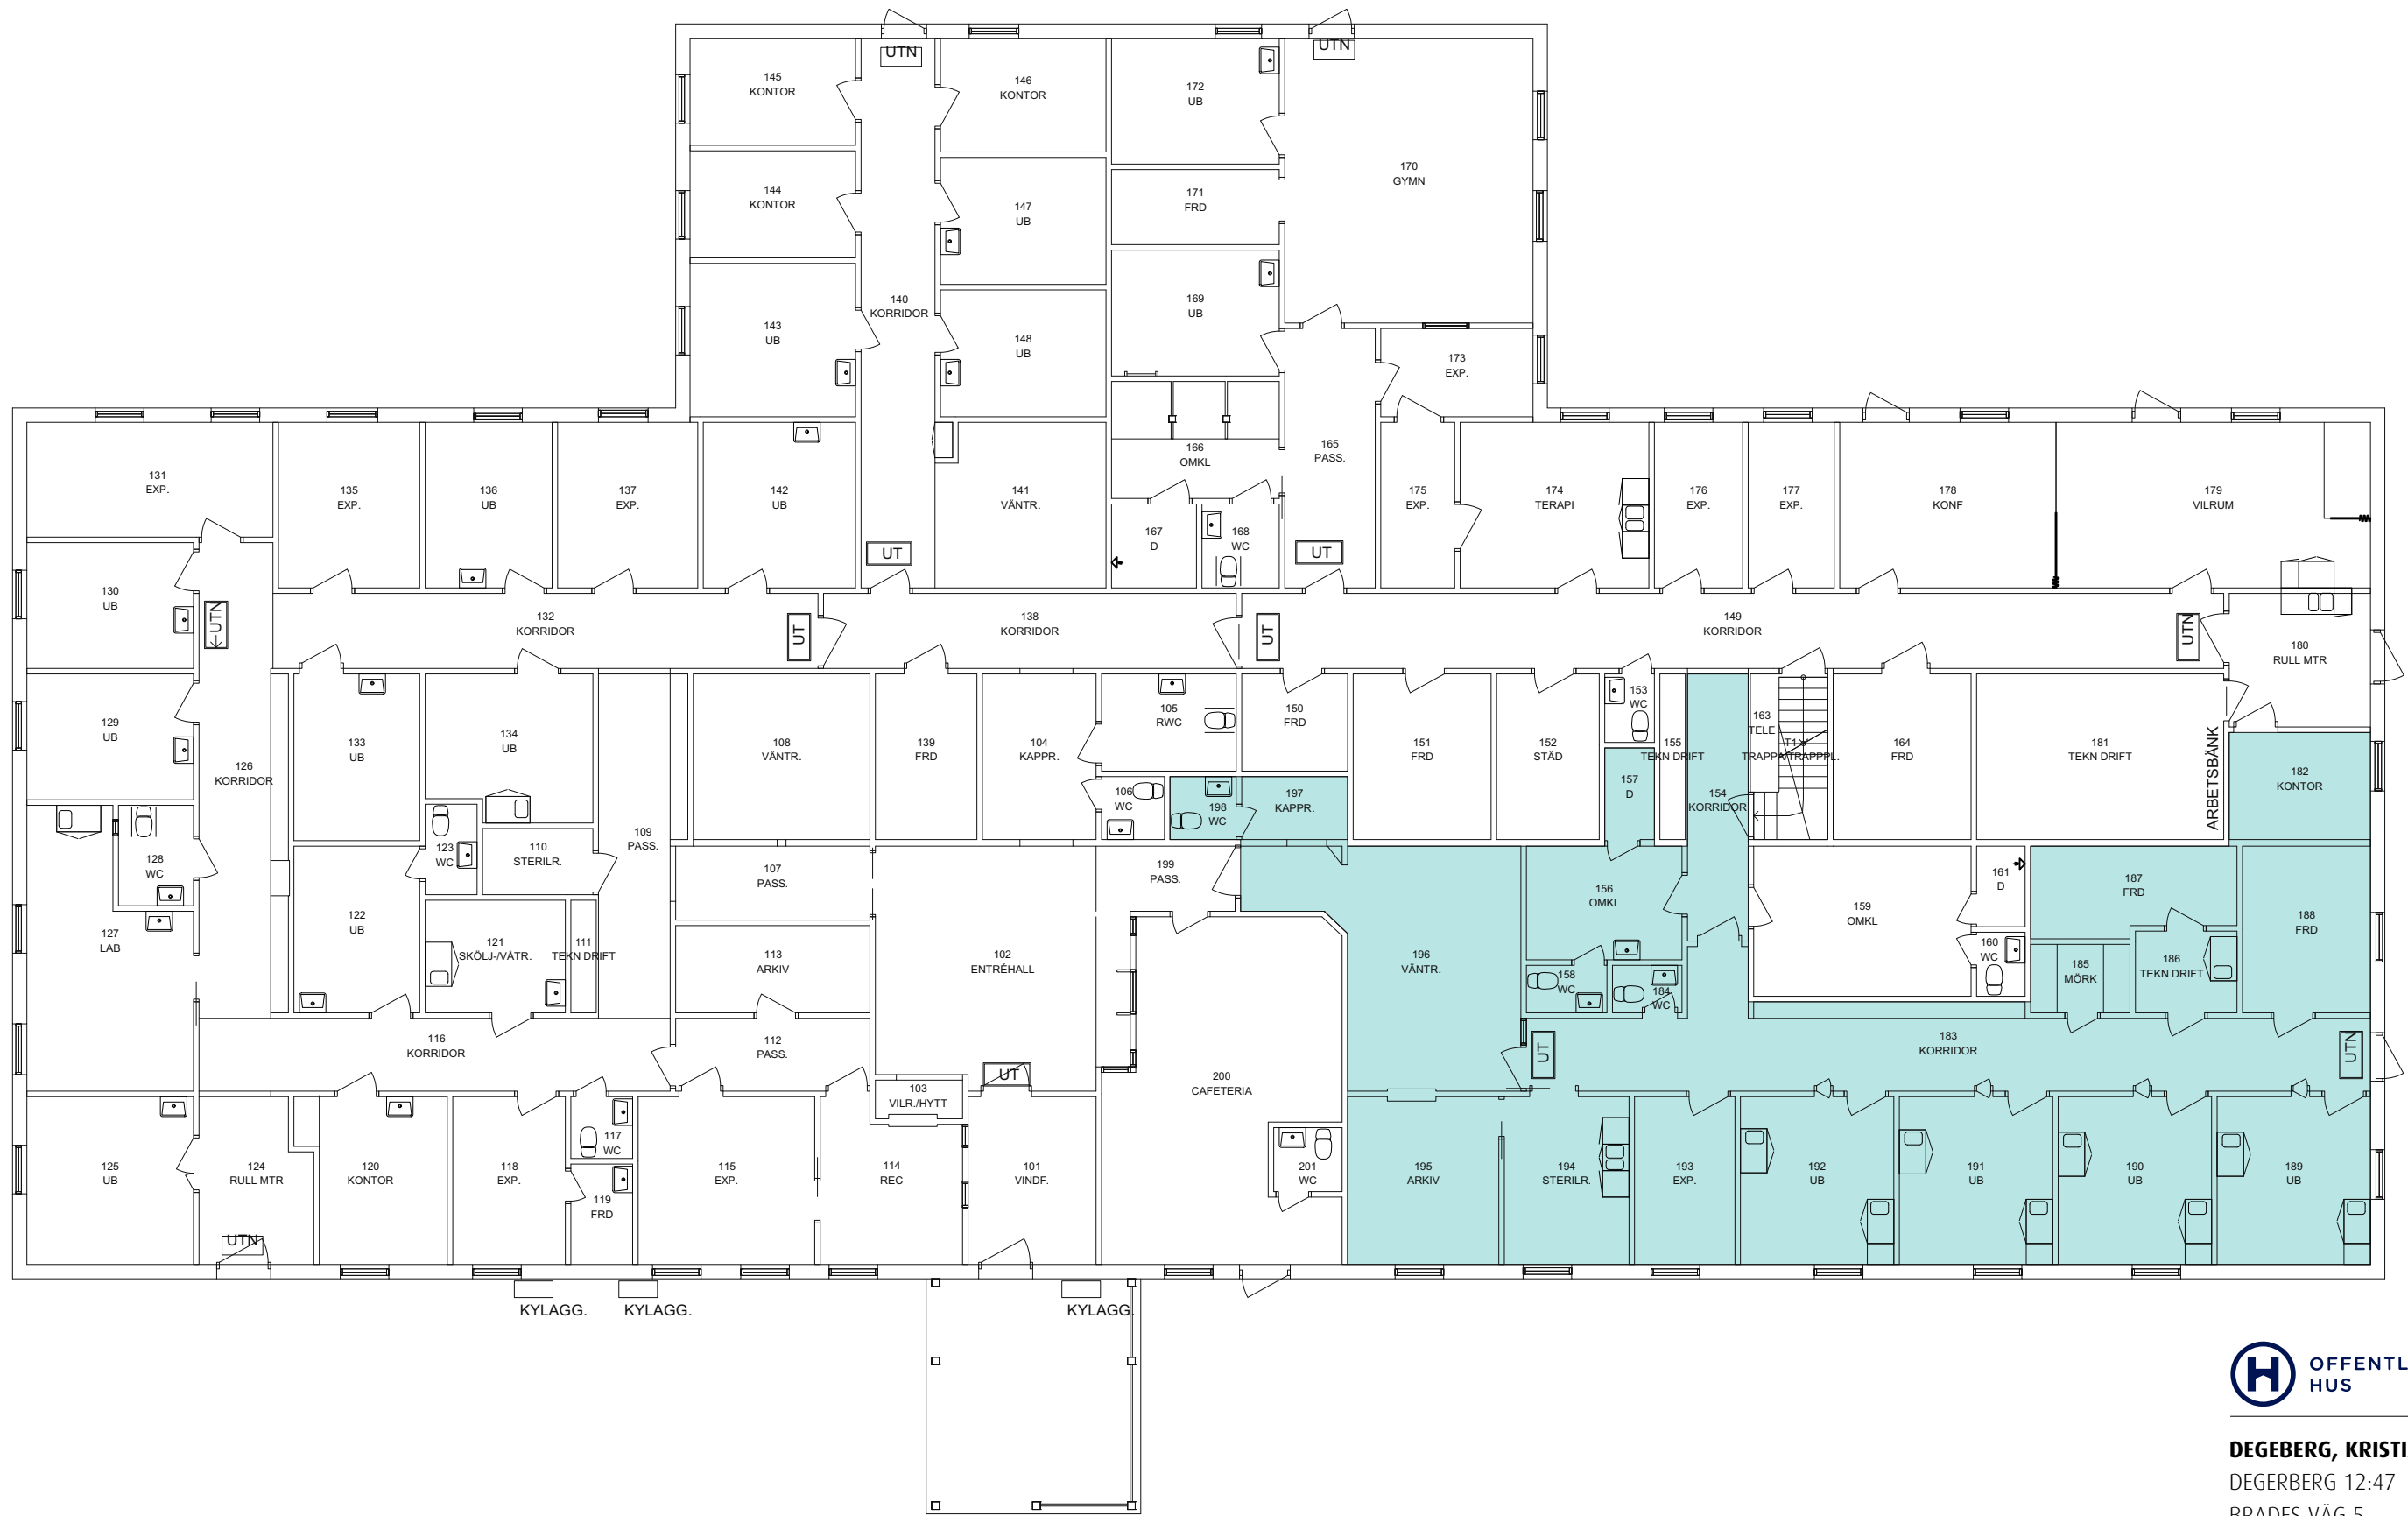 UTN
UTN
145
KONTOR
146
KONTOR
172
UB
170
GYMN
144
KONTOR
147
UB
171
FRD
140
KORRIDOR
143
UB
148
UB
169
UB
173
EXP.
131
EXP.
135
EXP.
136
UB
137
EXP.
142
UB
141
VÄNTR.
166
OMKL
165
PASS.
175
EXP.
174
TERAPI
176
EXP.
177
EXP.
178
KONF
179
VILRUM
167
D
168
WC
UT
UT
130
UB
UTN
132
KORRIDOR
UT
138
KORRIDOR
UT
149
KORRIDOR
UTN
180
RULL MTR
129
UB
126
KORRIDOR
133
UB
134
UB
109
PASS.
108
VÄNTR.
139
FRD
104
KAPPR.
105
RWC
150
FRD
151
FRD
152
STÄD
153
WC
155
TEKN DRIFT
163
TELE
T1
TRAPPA/TRAPPPL.
164
FRD
181
TEKN DRIFT
ARBETSBÄNK
182
KONTOR
106
WC
198
WC
197
KAPPR.
157
D
154
KORRIDOR
128
WC
123
WC
110
STERILR.
107
PASS.
199
PASS.
127
LAB
122
UB
121
SKÖLJ-/VÄTR.
111
TEKN DRIFT
113
ARKIV
102
ENTRÉHALL
196
VÄNTR.
156
OMKL
159
OMKL
161
D
160
WC
187
FRD
188
FRD
158
WC
184
WC
185
MÖRK
186
TEKN DRIFT
116
KORRIDOR
112
PASS.
UT
103
VILR./HYTT
200
CAFETERIA
UT
183
KORRIDOR
UTN
125
UB
124
RULL MTR
120
KONTOR
118
EXP.
117
WC
119
FRD
115
EXP.
114
REC
101
VINDF.
201
WC
195
ARKIV
194
STERILR.
193
EXP.
192
UB
191
UB
190
UB
189
UB
UTN
KYLAGG.
KYLAGG.
KYLAGG.
H
OFFENTL
HUS
DEGEBERG, KRISTI
DEGERBERG 12:47
BRADES VÄG 5